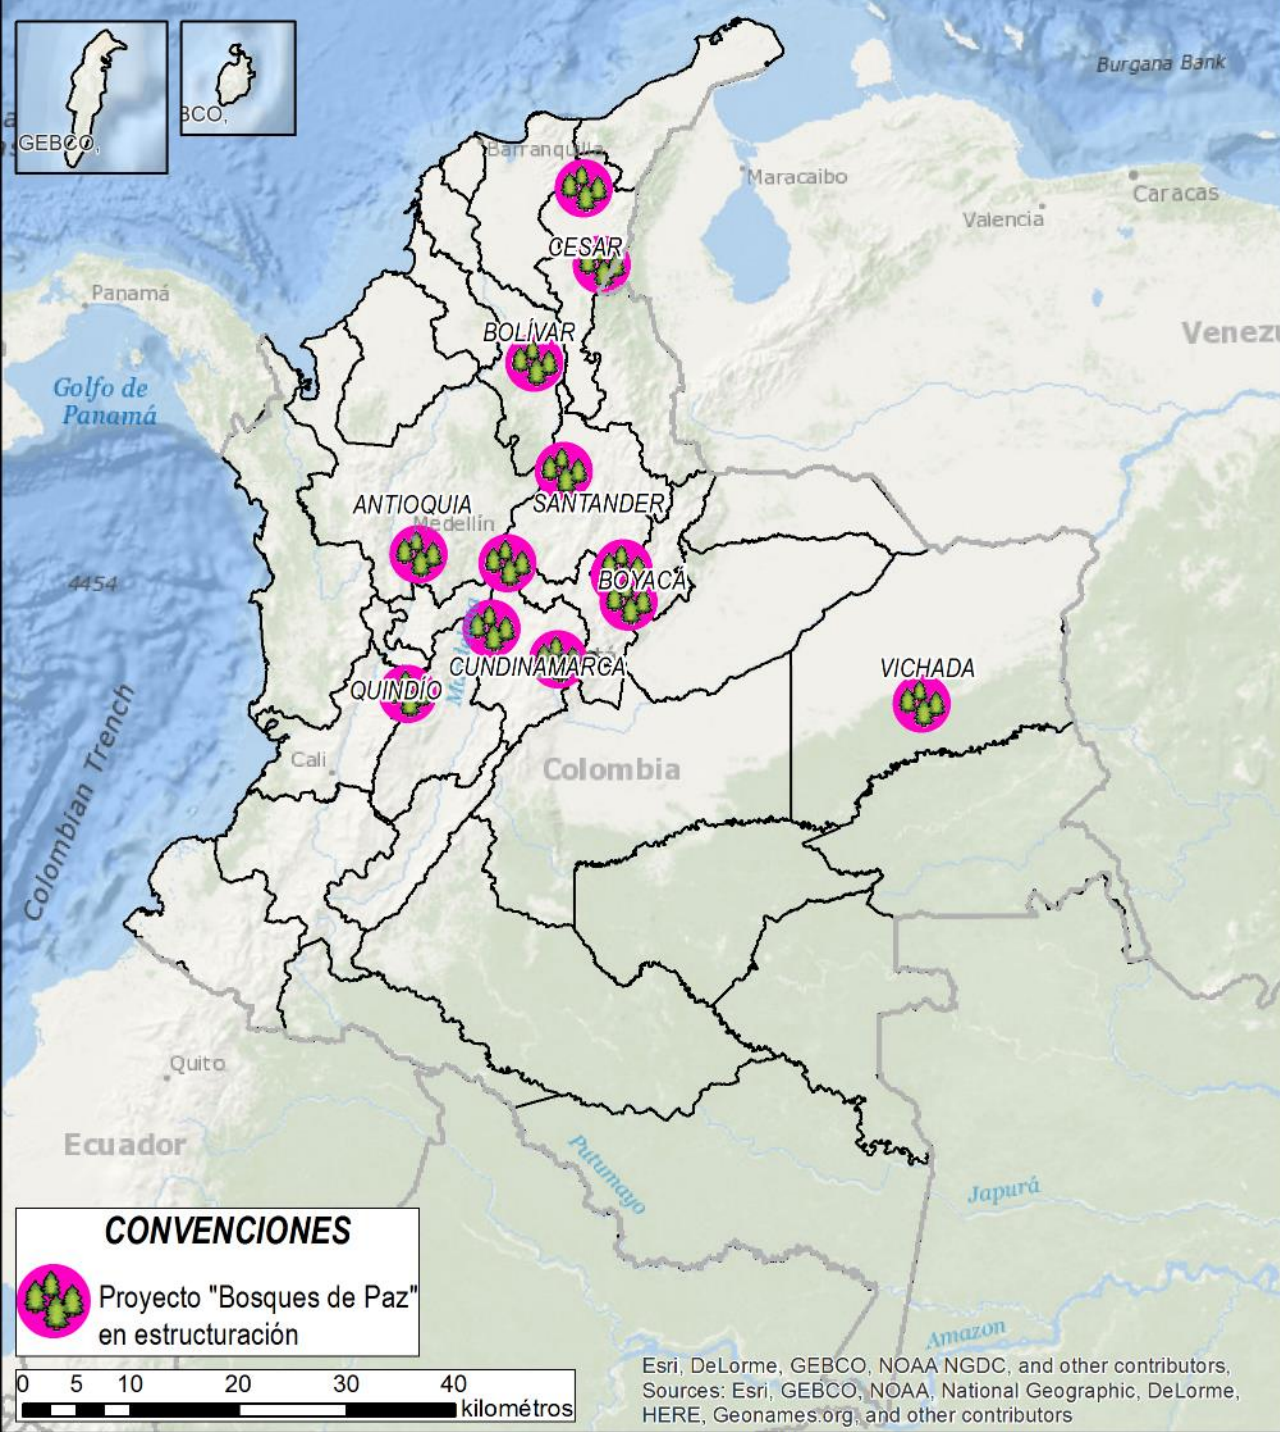 GEBCO,
BCO,
Burgana Bank
Barranquilla
Maracaibo
Caracas
Valencia
CESAR
Panamá
BOLÍVAR
Venezu
Golfo de
Panamá
ANTIOQUIA
SANTANDER
Medellín
4454
BOYACÁ
CUNDINAMARCA
VICHADA
QUINDÍO
Cali
Colombia
Colombian Trench
Quito
Ecuador
Putumayo
Japurá
Amazon
CONVENCIONES
Proyecto "Bosques de Paz"
en estructuración
0 5 10 20 30 40
kilométros
Esri, DeLorme, GEBCO, NOAA NGDC, and other contributors,
Sources: Esri, GEBCO, NOAA, National Geographic, DeLorme,
HERE, Geonames.org, and other contributors